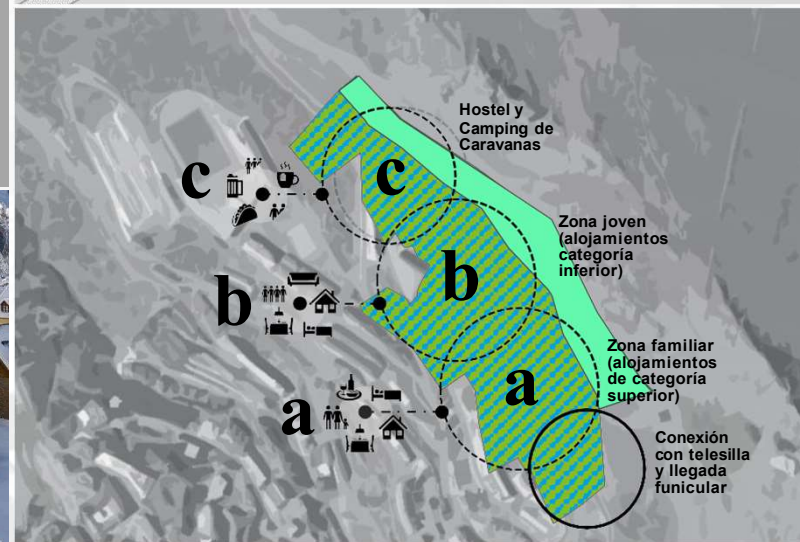 Hostel y
Camping de
Caravanas
c
c
Zona joven
(alojamientos
categoría
inferior)
b
b
Zona familiar
(alojamientos
de categoría
superior)
a
a
Conexión
con telesilla
y llegada
funicular